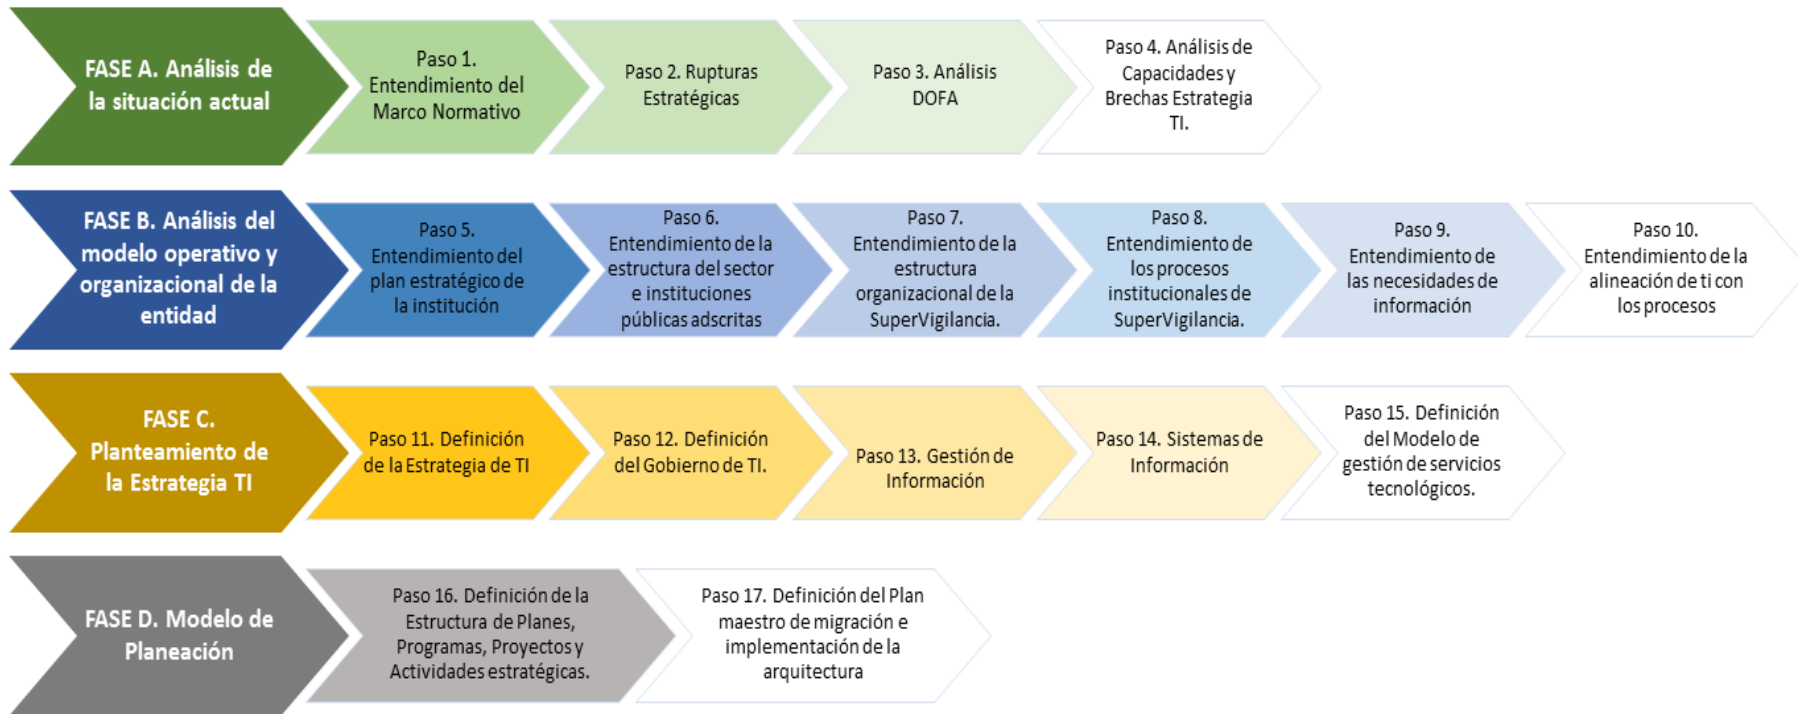 FASE A. Análisis de
la situación actual
Paso 1.
Entendimiento del
Marco Normativo
Paso 2. Rupturas
Estratégicas
Paso 3. Análisis
DOFA
Paso 4. Análisis de
Capacidades y
Brechas Estrategia
TI.
FASE B. Análisis del
modelo operativo y
organizacional de la
entidad
Paso 5.
Entendimiento del
plan estratégico de
la institución
Paso 6.
Entendimiento de la
estructura del sector
e instituciones
públicas adscritas
Paso 7.
Entendimiento de la
estructura
organizacional de la
SuperVigilancia.
Paso 8.
Entendimiento de
los procesos
institucionales de
SuperVigilancia.
Paso 9.
Entendimiento de
las necesidades de
información
Paso 10.
Entendimiento de la
alineación de ti con
los procesos
FASE C.
Planteamiento de
la Estrategia TI
Paso 11. Definición
de la Estrategia de TI
Paso 12. Definición
del Gobierno de TI.
Paso 13. Gestión de
Información
Paso 14. Sistemas de
Información
Paso 15. Definición
del Modelo de
gestión de servicios
tecnológicos.
FASE D. Modelo de
Planeación
Paso 16. Definición de la
Estructura de Planes,
Programas, Proyectos y
Actividades estratégicas.
Paso 17. Definición del Plan
maestro de migración e
implementación de la
arquitectura